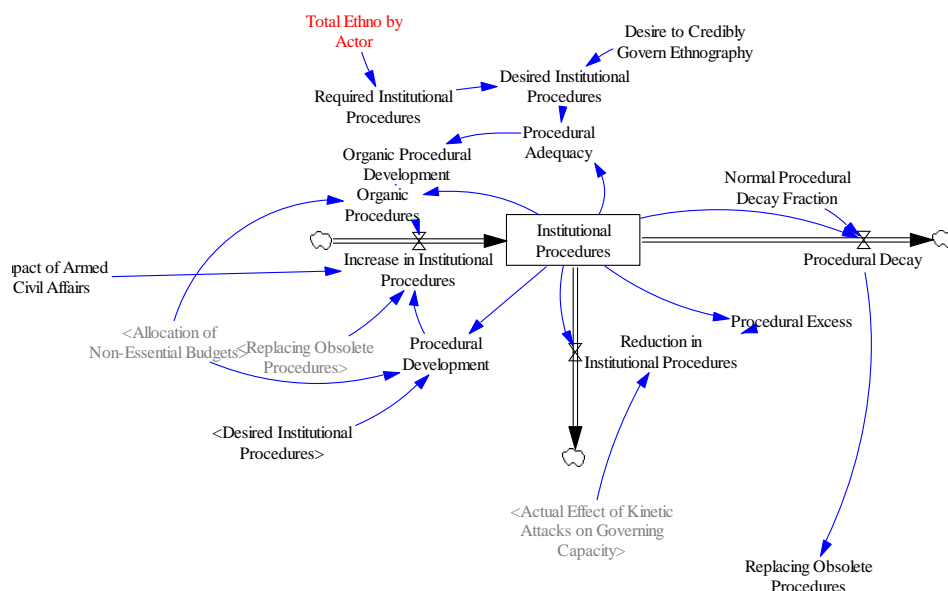 Total Ethno by
Actor
Desire to Credibly
Govern Ethnography
Required Institutional
Procedures
Desired Institutional
Procedures
Procedural
Adequacy
Organic Procedural
Development
Organic
Procedures
Normal Procedural
Decay Fraction
Institutional
Procedures
Increase in Institutional
Procedures
Procedural Decay
pact of Armed
Civil Affairs
<Allocation of
Non-Essential Budgets>
<Replacing Obsolete
Procedures>
Procedural
Development
Reduction in
Institutional Procedures
Procedural Excess
<Desired Institutional
Procedures>
<Actual Effect of Kinetic
Attacks on Governing
Capacity>
Replacing Obsolete
Procedures